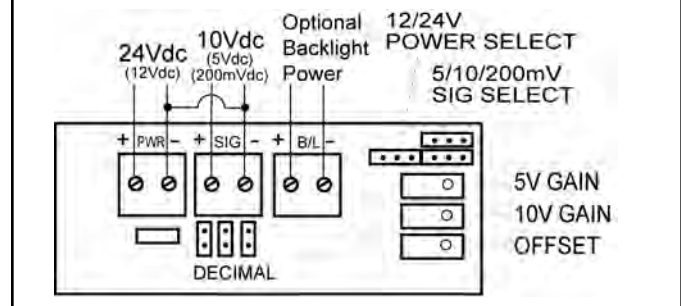 24Vdc
(12Vdc)
10Vdc
(5Vdc)
(200mVdc)
Optional
Backlight
Power
12/24V
POWER SELECT
5/10/200mV
SIG SELECT
+ PWR - + SIG - + B/L -
5V GAIN
10V GAIN
OFFSET
DECIMAL